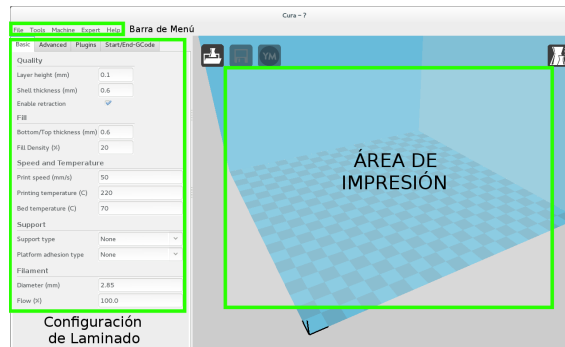 Cura - ?
File Tools Machine Expert Help Barra de Menú
Basic Advanced Plugins Start/End-GCode
Quality
Layer height (mm) 0.1
Shell thickness (mm) 0.6
Enable retraction
Fill
Bottom/Top thickness (mm) 0.6
Fill Density (%) 20
Speed and Temperature
Print speed (mm/s) 50
Printing temperature (C) 220
Bed temperature (C) 70
Support
Support type None
Platform adhesion type None
Filament
Diameter (mm) 2.85
Flow (%) 100.0
Configuración
de Laminado
YM
ÁREA DE
IMPRESIÓN